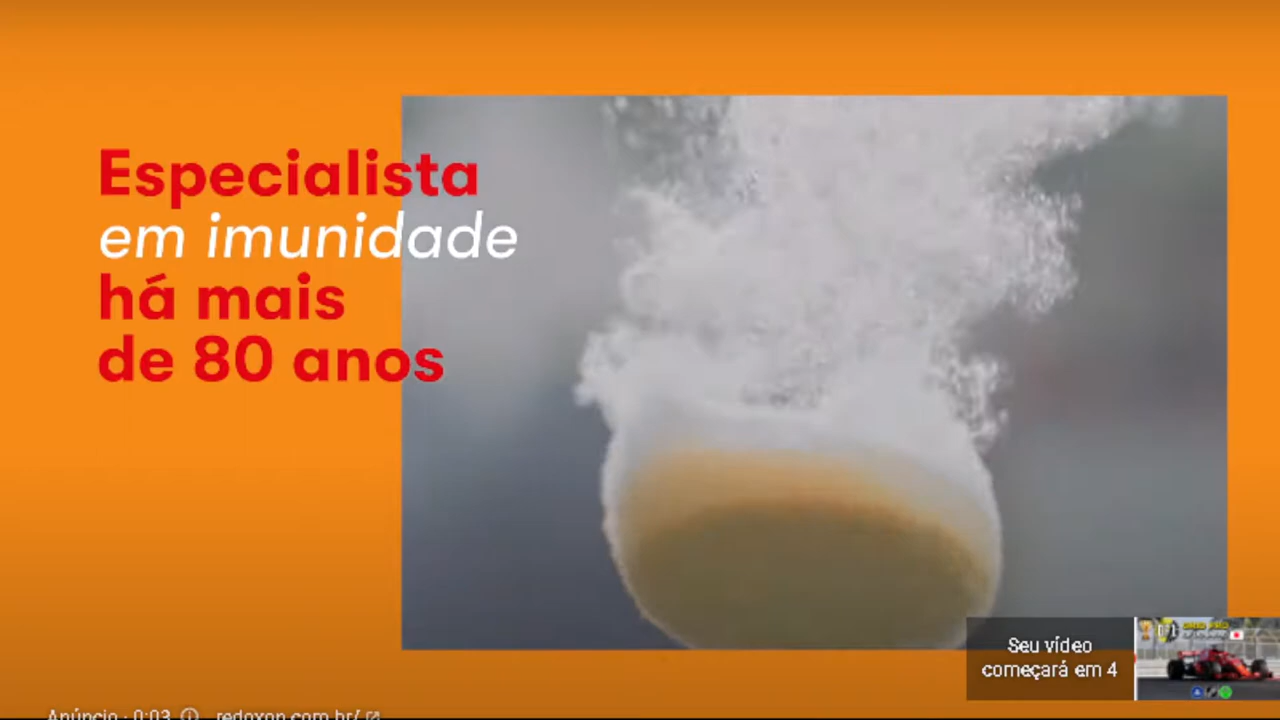 Especialista
em imunidade
há mais
de 80 anos
Seu vídeo
começará em 4
Anúncio · 0:03 redoxon.com.br/